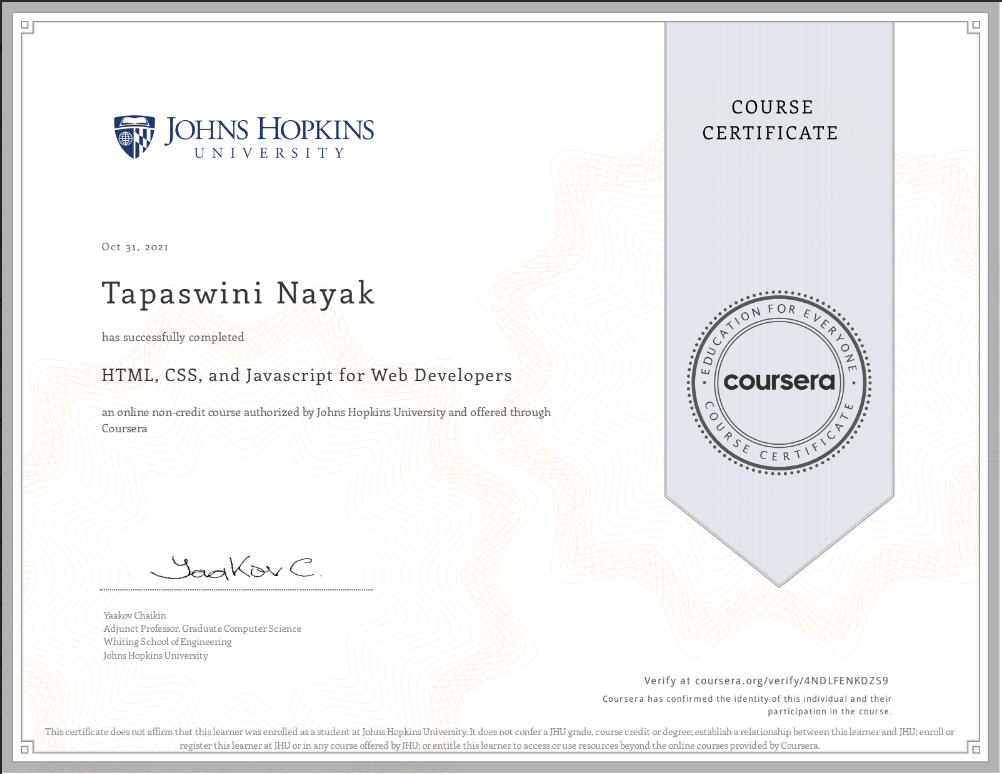 JOHNS HOPKINS
UNIVERSITY
COURSE
CERTIFICATE
Oct 31, 2021
Tapaswini Nayak
has successfully completed
HTML, CSS, and Javascript for Web Developers
an online non-credit course authorized by Johns Hopkins University and offered through
Coursera
EDUCATION FOR EVERYONE
coursera
COURSE CERTIFICATE
Yaakov C.
Yaakov Chaikin
Adjunct Professor, Graduate Computer Science
Whiting School of Engineering
Johns Hopkins University
Verify at coursera.org/verify/4NDLFENKDZS9
Coursera has confirmed the identity of this individual and their
participation in the course.
This certificate does not affirm that this learner was enrolled as a student at Johns Hopkins University. It does not confer a JHU grade, course credit or degree; establish a relationship between this learner and JHU; enroll or
register this learner at JHU or in any course offered by JHU; or entitle this learner to access or use resources beyond the online courses provided by Coursera.